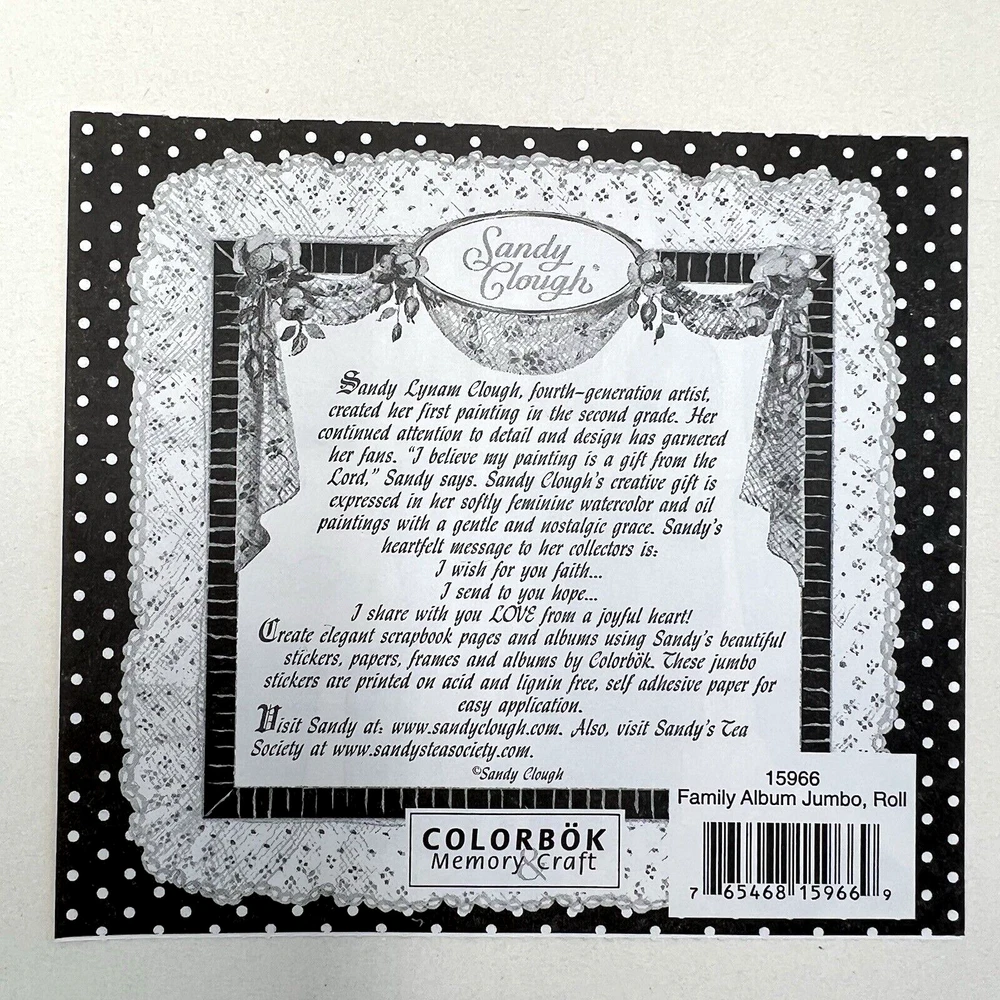 Sandy
Clough
Sandy Lynam Clough, fourth-generation artist,
created her first painting in the second grade. Her
continued attention to detail and design has garnered
her fans. "I believe my painting is a gift from the
Lord," Sandy says. Sandy Clough's creative gift is
expressed in her softly feminine watercolor and oil
paintings with a gentle and nostalgic grace. Sandy's
heartfelt message to her collectors is:
I wish for you faith...
I send to you hope...
I share with you LOVE from a joyful heart!
Create elegant scrapbook pages and albums using Sandy's beautiful
stickers, papers, frames and albums by Colorbök. These jumbo
stickers are printed on acid and lignin free, self adhesive paper for
easy application.
Visit Sandy at: www.sandyclough.com. Also, visit Sandy's Tea
Society at www.sandysteasociety.com.
©Sandy Clough
COLORBÖK
Memory & Craft
15966
Family Album Jumbo, Roll
7 65468 15966 9